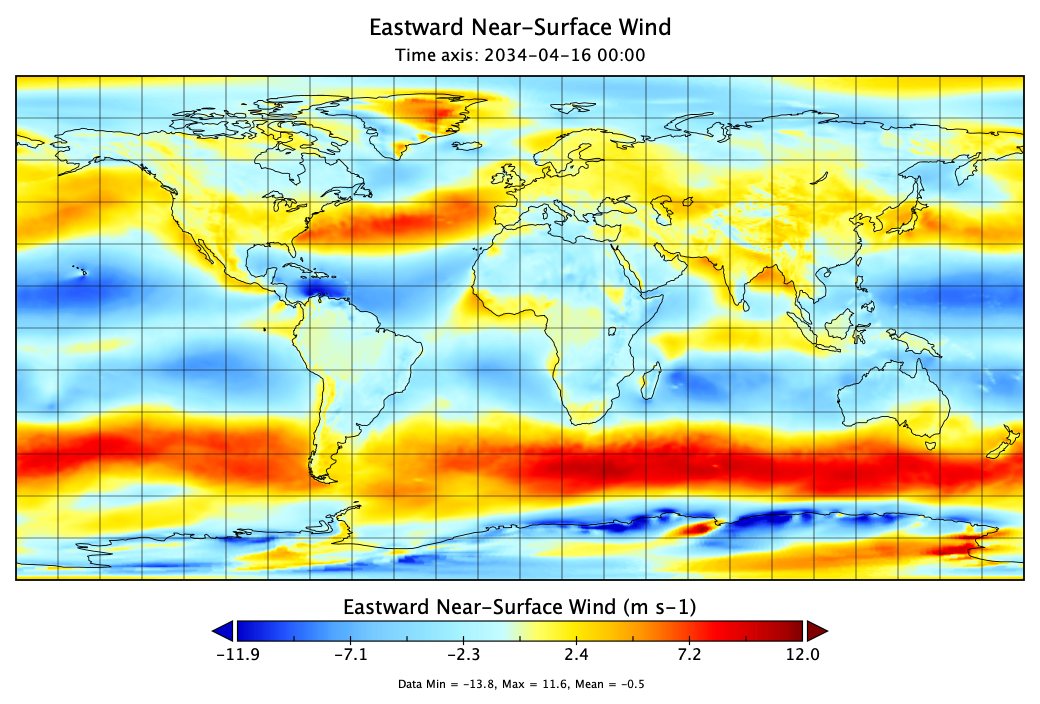 Eastward Near-Surface Wind
Time axis: 2034-04-16 00:00
Eastward Near-Surface Wind (m s-1)
-11.9 -7.1 -2.3 2.4 7.2 12.0
Data Min = -13.8, Max = 11.6, Mean = -0.5